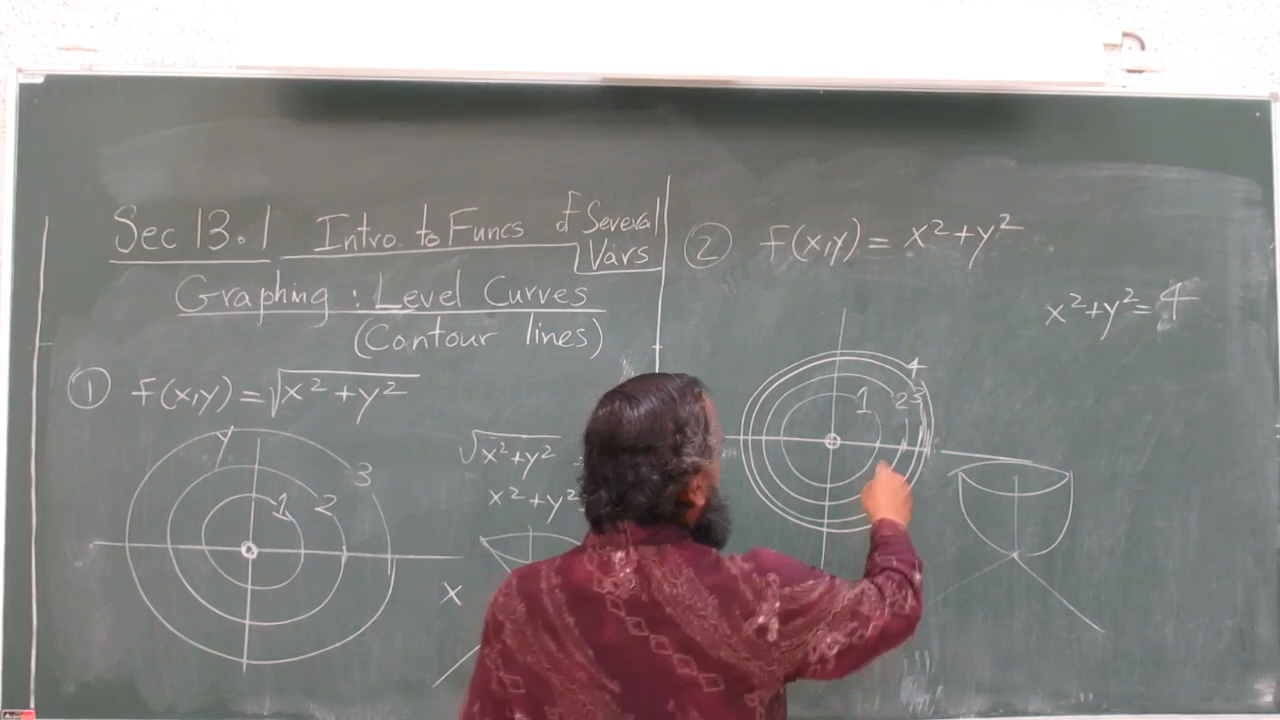 Sec 13.1 Intro. to Funcs of Several Vars
Graphing : Level Curves
(Contour lines)
① f(x,y) = √x²+y²
y
3
1
2
x
√x²+y²
x²+y²
② f(x,y) = x²+y²
x²+y² = 4
4
1
2
3